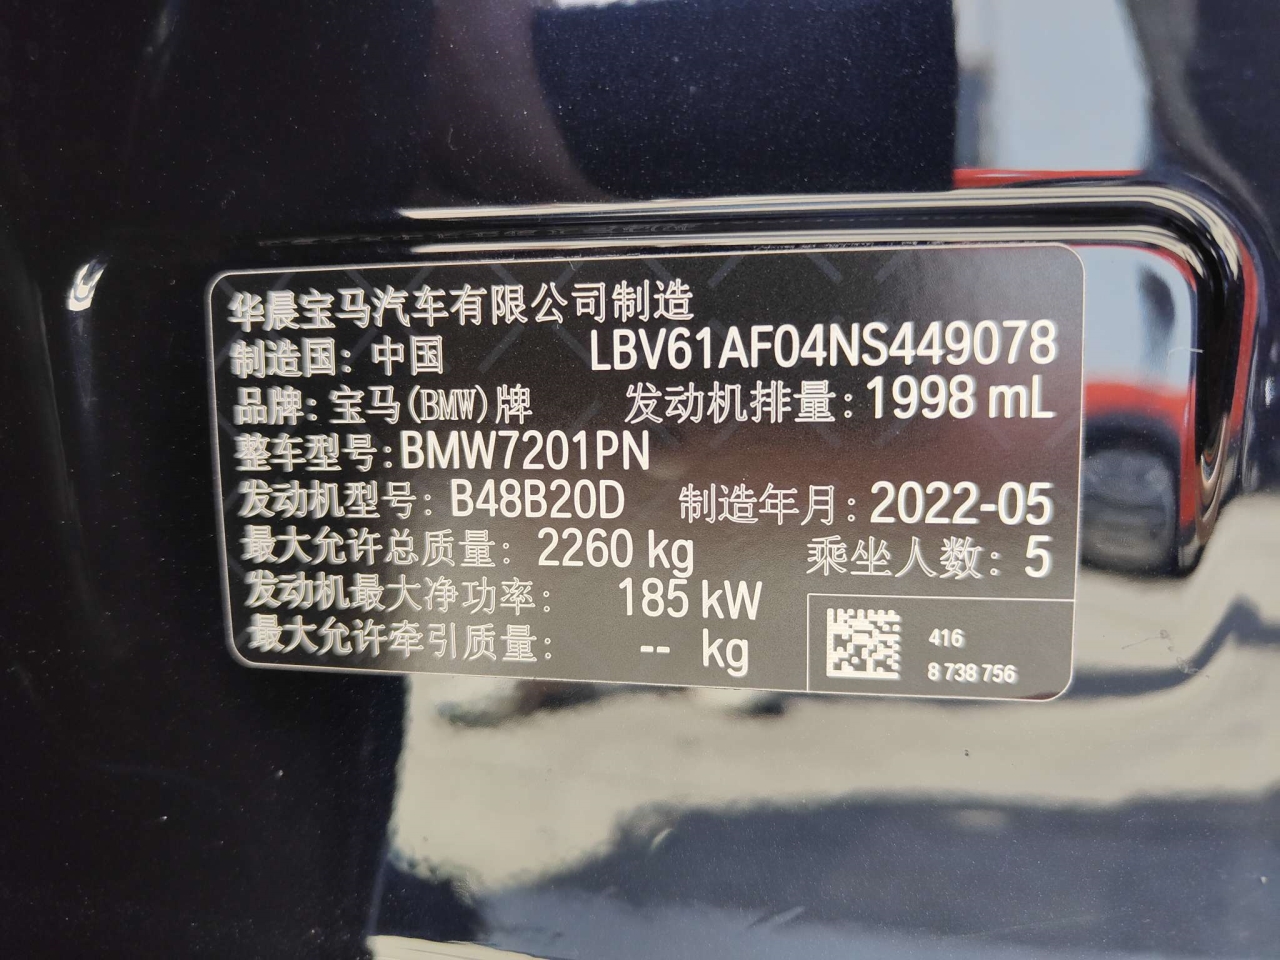 华晨宝马汽车有限公司制造
制造国: 中国 LBV61AF04NS449078
品牌: 宝马(BMW)牌 发动机排量: 1998 mL
整车型号: BMW7201PN
发动机型号: B48B20D 制造年月: 2022-05
最大允许总质量: 2260 kg 乘坐人数: 5
发动机最大净功率: 185 kW
最大允许牵引质量: -- kg
416
8 738 756